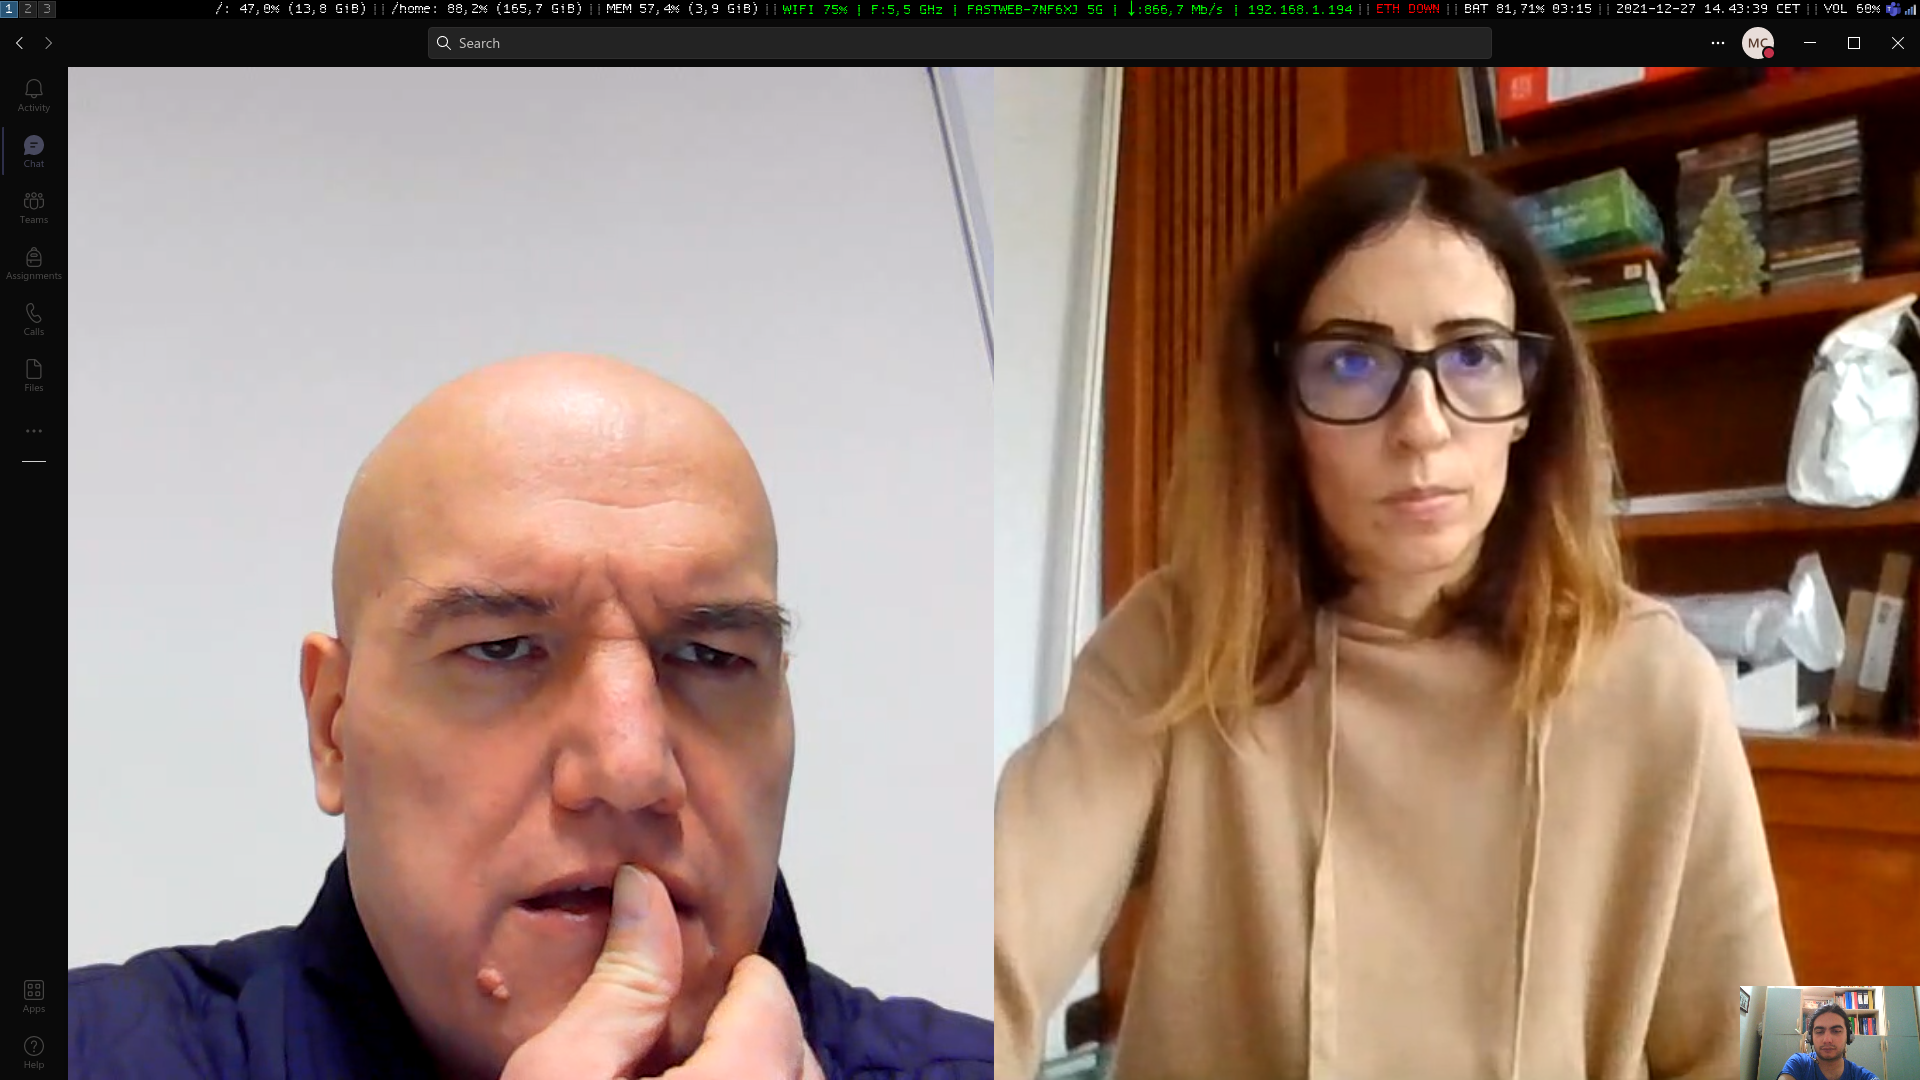 1 2 3 /: 47,0% (13,8 GiB) || /home: 88,2% (165,7 GiB) || MEM 57,4% (3,9 GiB) || WIFI 75% | F:5,5 GHz | FASTWEB-7NF6XJ 5G | ↓:866,7 Mb/s | 192.168.1.194 || ETH DOWN || BAT 81,71% 03:15 || 2021-12-27 14.43:39 CET || VOL 60%
Search
MC
Activity
Chat
Teams
Assignments
Calls
Files
Apps
Help